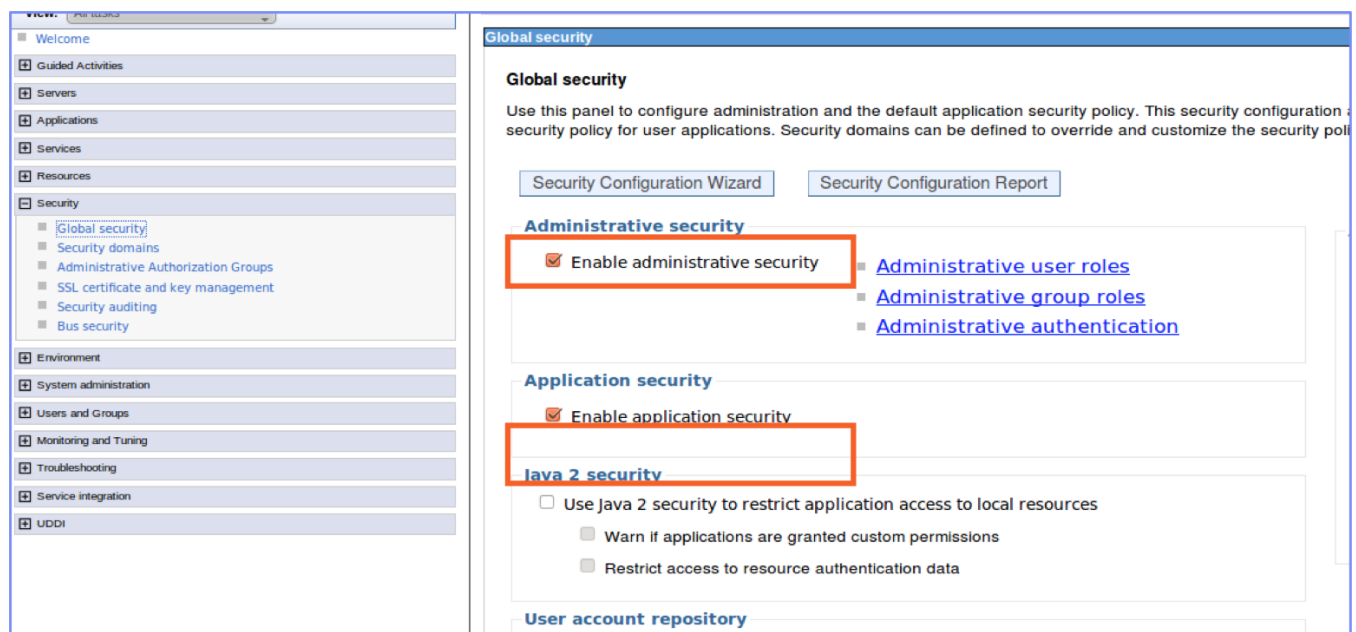 View: All tasks
Welcome
Guided Activities
Servers
Applications
Services
Resources
Security
Global security
Security domains
Administrative Authorization Groups
SSL certificate and key management
Security auditing
Bus security
Environment
System administration
Users and Groups
Monitoring and Tuning
Troubleshooting
Service integration
UDDI
Global security
Global security
Use this panel to configure administration and the default application security policy. This security configuration
security policy for user applications. Security domains can be defined to override and customize the security poli
Security Configuration Wizard Security Configuration Report
Administrative security
Enable administrative security
Administrative user roles
Administrative group roles
Administrative authentication
Application security
Enable application security
Java 2 security
Use Java 2 security to restrict application access to local resources
Warn if applications are granted custom permissions
Restrict access to resource authentication data
User account repository